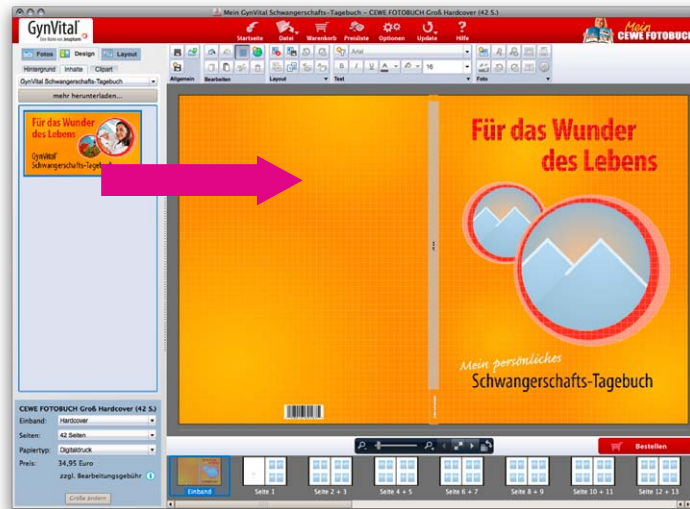 Mein GynVital Schwangerschafts-Tagebuch – CEWE FOTOBUCH Groß Hardcover (42 S.)
GynVital
Startseite Datei Warenkorb Preisliste Optionen Update Hilfe
Mein
CEWE FOTOBUCH
Fotos Design Layout
Hintergrund Inhalte Clipart
GynVital Schwangerschafts-Tagebuch
mehr herunterladen...
Arial
B I U A 16
Allgemein Bearbeiten Layout Text Foto
Für das Wunder
des Lebens
GynVital
Schwangerschafts-Tagebuch
Für das Wunder
des Lebens
Mein persönliches
Schwangerschafts-Tagebuch
CEWE FOTOBUCH Groß Hardcover (42 S.)
Einband: Hardcover
Seiten: 42 Seiten
Papiertyp: Digitaldruck
Preis: 34,95 Euro
zzgl. Bearbeitungsgebühr
Größe ändern
Bestellen
Einband Seite 1 Seite 2 + 3 Seite 4 + 5 Seite 6 + 7 Seite 8 + 9 Seite 10 + 11 Seite 12 + 13